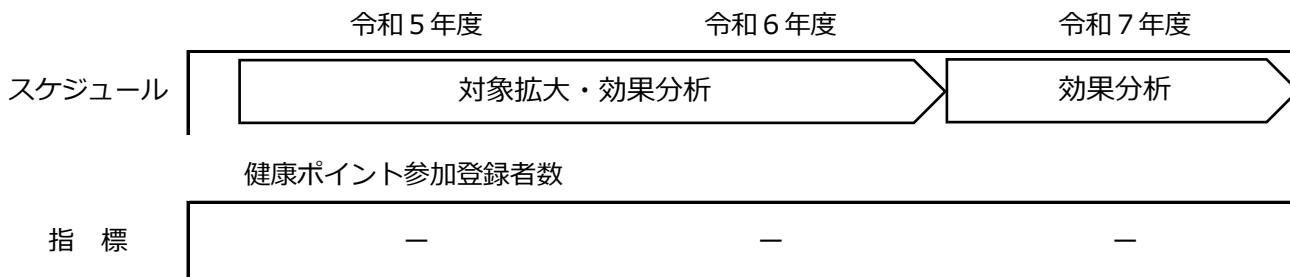 令和５年度 令和６年度 令和７年度
スケジュール 対象拡大・効果分析 効果分析
健康ポイント参加登録者数
指　標 － － －